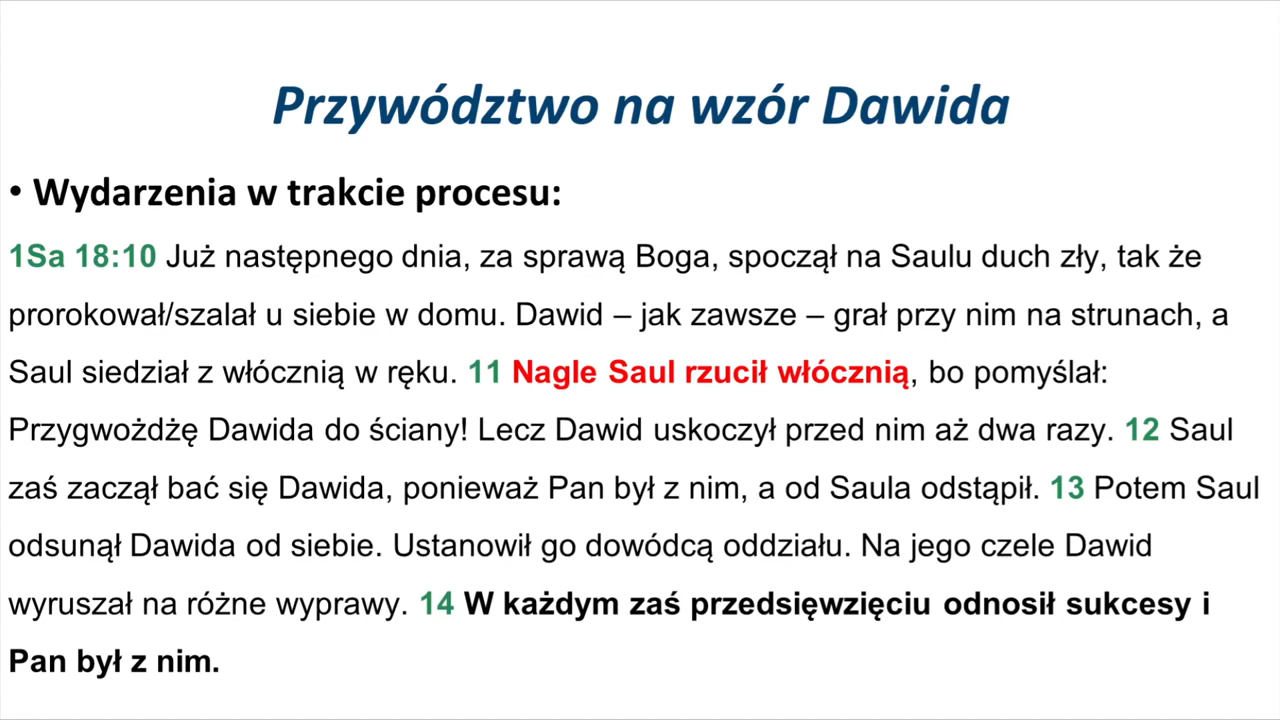 Przywództwo na wzór Dawida
• Wydarzenia w trakcie procesu:
1Sa 18:10 Już następnego dnia, za sprawą Boga, spoczął na Saulu duch zły, tak że
prorokował/szalał u siebie w domu. Dawid – jak zawsze – grał przy nim na strunach, a
Saul siedział z włócznią w ręku. 11 Nagle Saul rzucił włócznią, bo pomyślał:
Przygwożdżę Dawida do ściany! Lecz Dawid uskoczył przed nim aż dwa razy. 12 Saul
zaś zaczął bać się Dawida, ponieważ Pan był z nim, a od Saula odstąpił. 13 Potem Saul
odsunął Dawida od siebie. Ustanowił go dowódcą oddziału. Na jego czele Dawid
wyruszał na różne wyprawy. 14 W każdym zaś przedsięwzięciu odnosił sukcesy i
Pan był z nim.